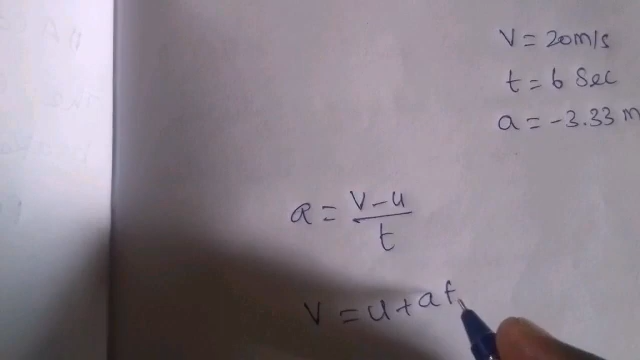 V = 20m/s
t = 6 Sec
a = -3.33 m
a = V-u/t
V = u+at